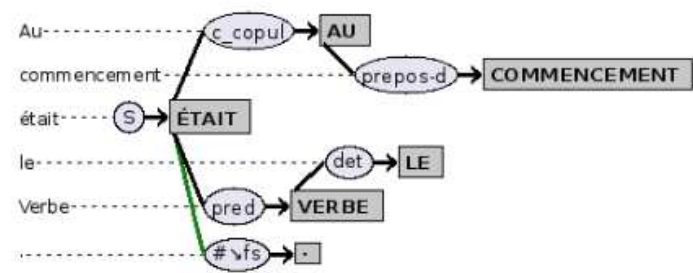 Au c_copul AU
commencement prepos-d COMMENCEMENT
était S ÉTAIT
le det LE
Verbe pred VERBE
. #↘fs .